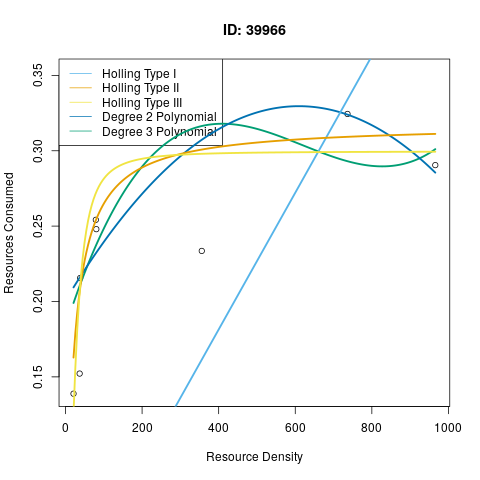 ID: 39966
Holling Type I
Holling Type II
Holling Type III
Degree 2 Polynomial
Degree 3 Polynomial
Resources Consumed
0.35
0.30
0.25
0.20
0.15
0 200 400 600 800 1000
Resource Density